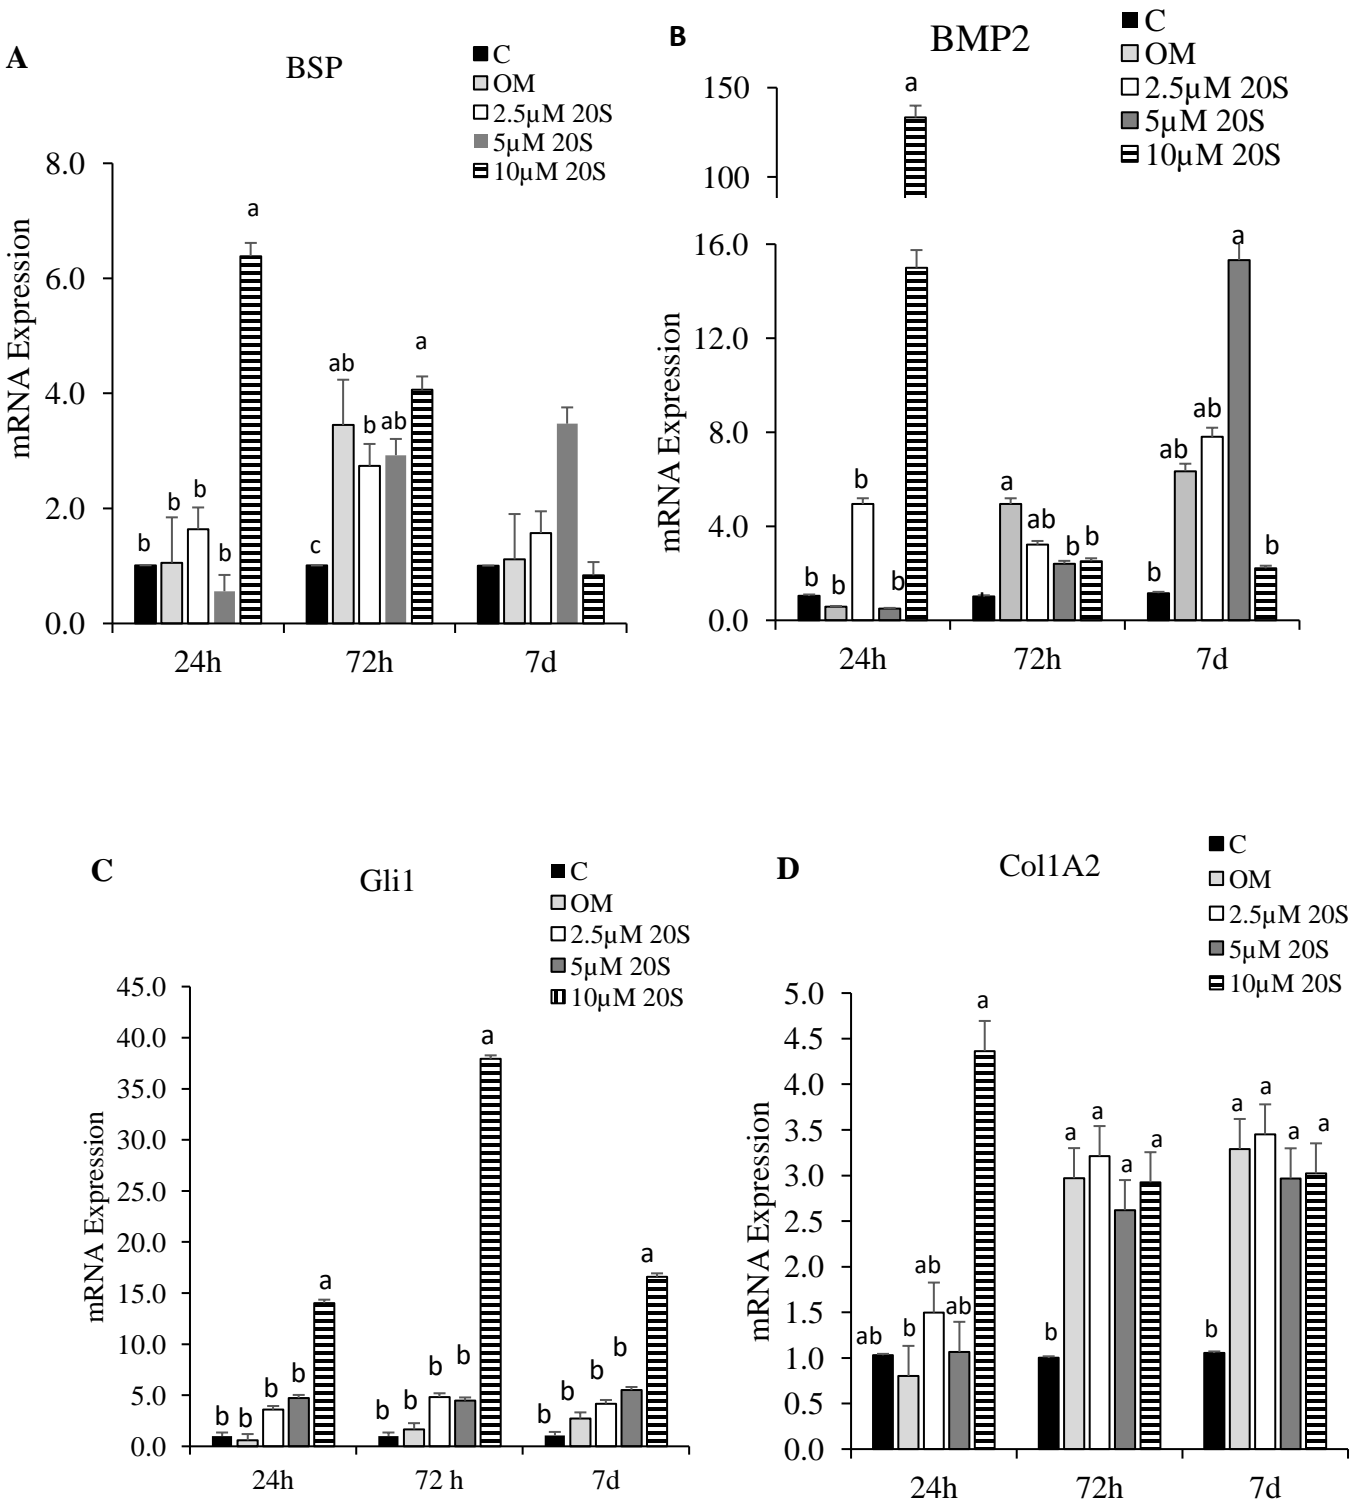 A
BSP
C
OM
2.5µM 20S
5µM 20S
10µM 20S
mRNA Expression
8.0
6.0
4.0
2.0
0.0
b
b
b
b
a
c
ab
b
ab
a
24h
72h
7d
B
BMP2
C
OM
2.5µM 20S
5µM 20S
10µM 20S
mRNA Expression
150
100
16.0
12.0
8.0
4.0
0.0
b
b
b
b
a
a
ab
b
b
b
ab
ab
a
b
24h
72h
7d
C
Gli1
C
OM
2.5µM 20S
5µM 20S
10µM 20S
mRNA Expression
45.0
40.0
35.0
30.0
25.0
20.0
15.0
10.0
5.0
0.0
b
b
b
b
a
b
b
b
b
a
b
b
b
b
a
24h
72 h
7d
D
Col1A2
C
OM
2.5µM 20S
5µM 20S
10µM 20S
mRNA Expression
5.0
4.5
4.0
3.5
3.0
2.5
2.0
1.5
1.0
0.5
0.0
ab
b
ab
ab
a
b
a
a
a
a
b
a
a
a
a
24h
72h
7d